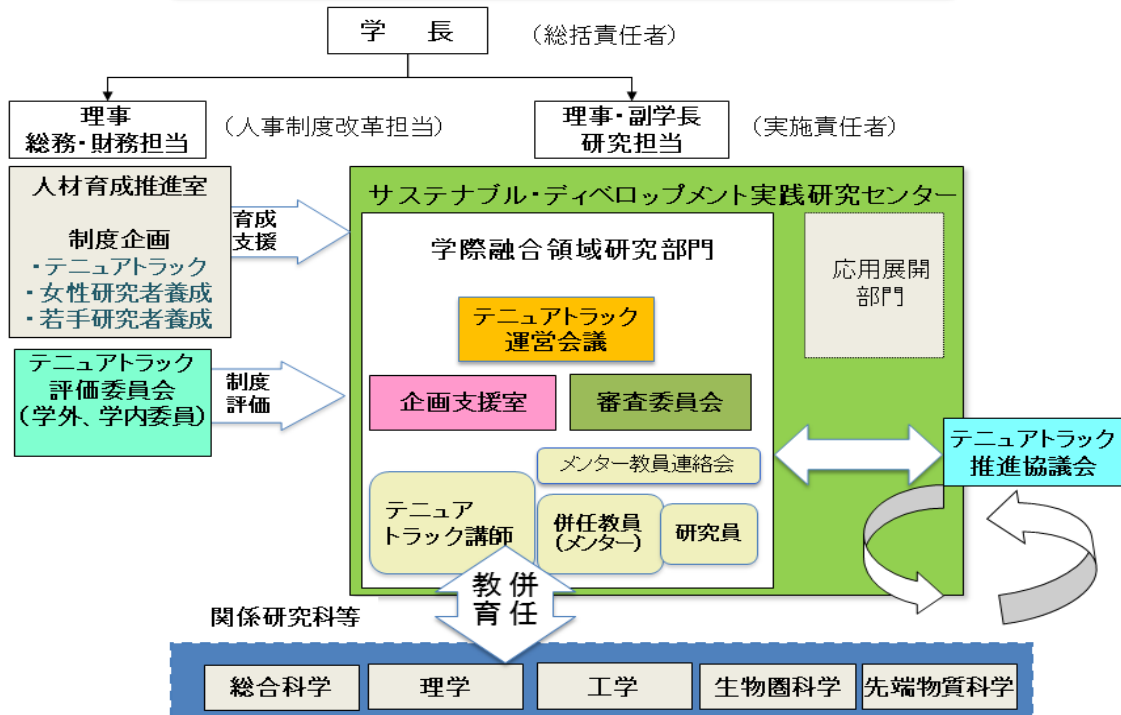 学　長
(総括責任者)
理事
総務・財務担当
(人事制度改革担当)
理事・副学長
研究担当
(実施責任者)
人材育成推進室
制度企画
・テニュアトラック
・女性研究者養成
・若手研究者養成
育成
支援
テニュアトラック
評価委員会
(学外、学内委員)
制度
評価
サステナブル・ディベロップメント実践研究センター
学際融合領域研究部門
テニュアトラック
運営会議
企画支援室
審査委員会
メンター教員連絡会
テニュア
トラック講師
併任教員
(メンター)
研究員
応用展開
部門
テニュアトラック
推進協議会
教育
併任
関係研究科等
総合科学
理学
工学
生物圏科学
先端物質科学